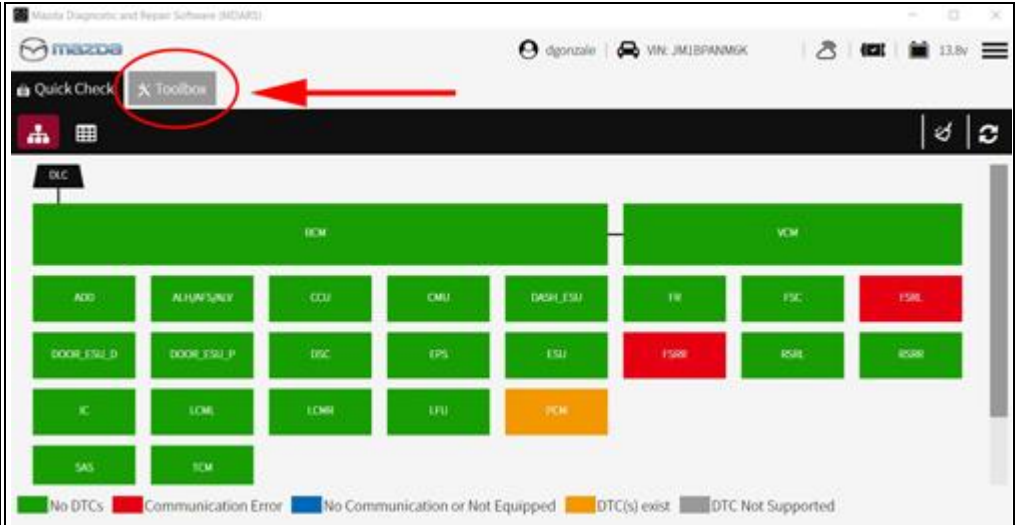 Mazda Diagnostic and Repair Software (MDARS)
mazda dgonzale VIN: JM1BPANM6K 13.8v
Quick Check Toolbox
DLC
BCM VCM
ADD ALH/AFS/ALV CCU CMU DASH_ESU FR FSC FSRL
DOOR_ESU_D DOOR_ESU_P DSC EPS ESU FSRR RSRL RSRR
IC LCML LCMR LFU PCM
SAS TCM
No DTCs Communication Error No Communication or Not Equipped DTC(s) exist DTC Not Supported